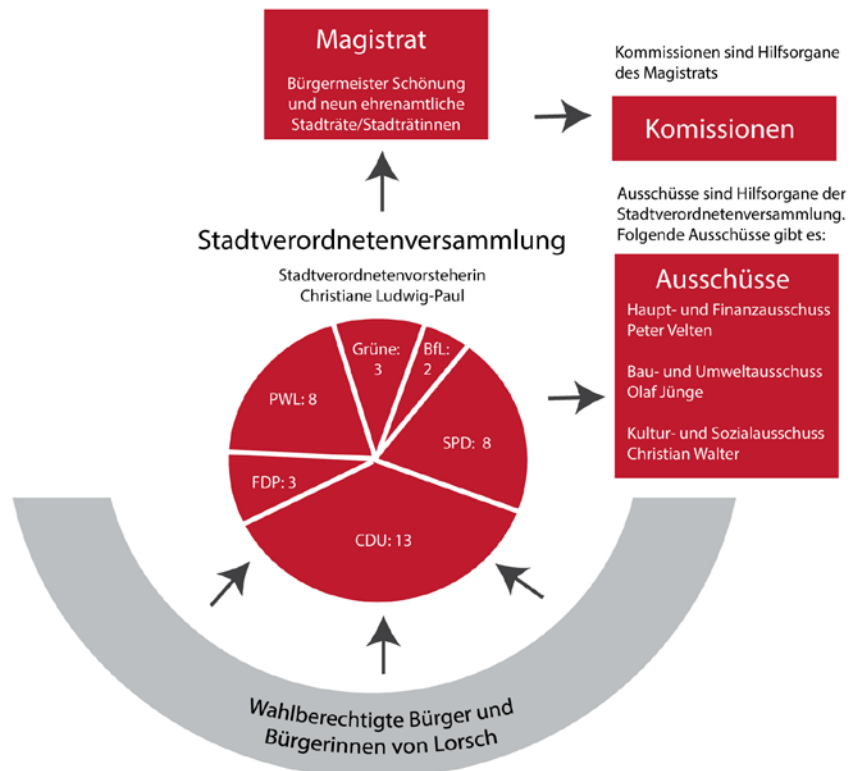 Magistrat
Bürgermeister Schönung
und neun ehrenamtliche
Stadträte/Stadträtinnen
Kommissionen sind Hilfsorgane
des Magistrats
Komissionen
Ausschüsse sind Hilfsorgane der
Stadtverordnetenversammlung.
Folgende Ausschüsse gibt es:
Ausschüsse
Haupt- und Finanzausschuss
Peter Velten
Bau- und Umweltausschuss
Olaf Jünge
Kultur- und Sozialausschuss
Christian Walter
Stadtverordnetenversammlung
Stadtverordnetenvorsteherin
Christiane Ludwig-Paul
Grüne:
3
BfL:
2
PWL: 8
SPD: 8
FDP: 3
CDU: 13
Wahlberechtigte Bürger und
Bürgerinnen von Lorsch